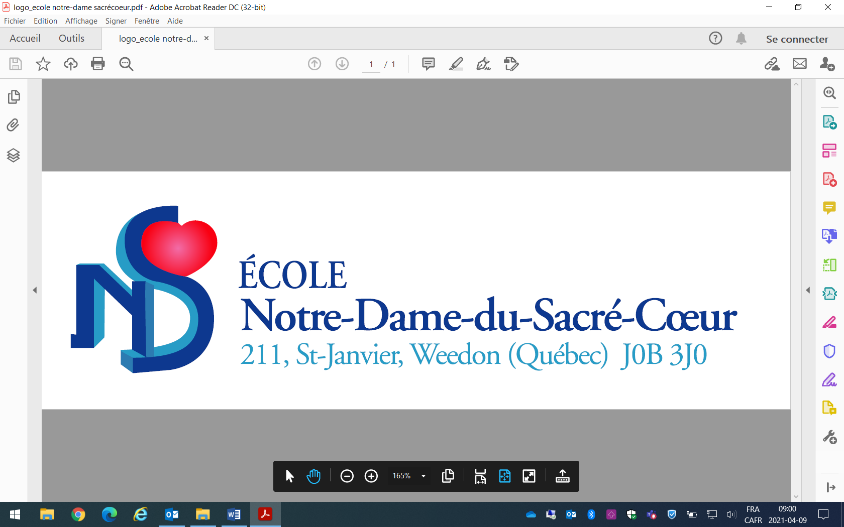 logo_ecole notre-dame sacrécoeur.pdf - Adobe Acrobat Reader DC (32-bit)
Fichier Edition Affichage Signer Fenêtre Aide
Accueil Outils logo_ecole notre-d... × Se connecter
1 / 1
NDS
ÉCOLE
Notre-Dame-du-Sacré-Cœur
211, St-Janvier, Weedon (Québec) J0B 3J0
165%
FRA 09:00
CAFR 2021-04-09